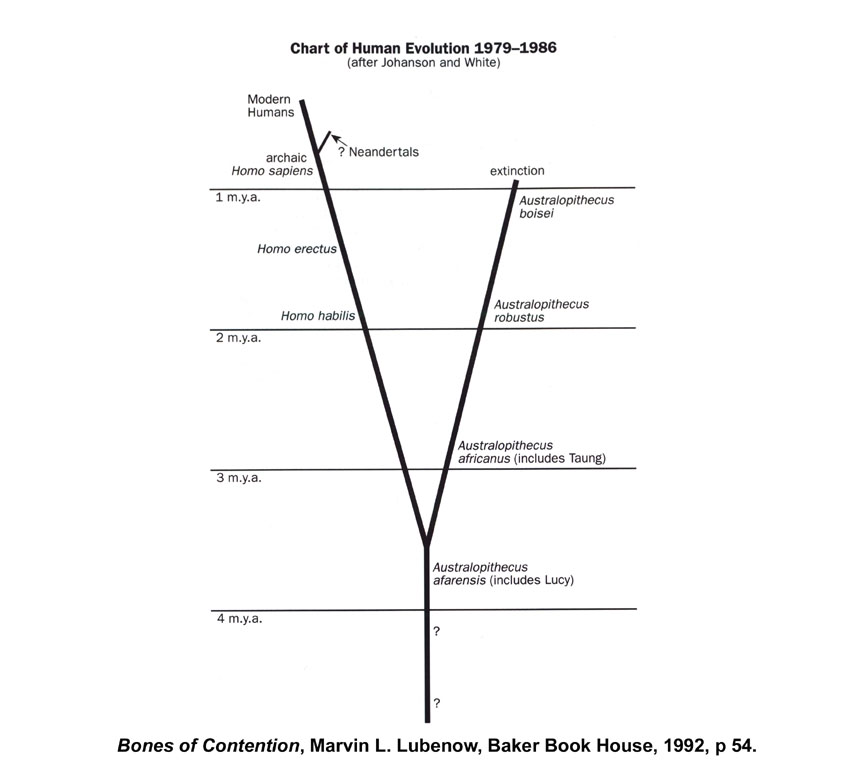 Chart of Human Evolution 1979–1986
(after Johanson and White)
Modern
Humans
? Neandertals
archaic
Homo sapiens
extinction
1 m.y.a.
Australopithecus
boisei
Homo erectus
Australopithecus
robustus
Homo habilis
2 m.y.a.
Australopithecus
africanus (includes Taung)
3 m.y.a.
Australopithecus
afarensis (includes Lucy)
4 m.y.a.
?
?
Bones of Contention, Marvin L. Lubenow, Baker Book House, 1992, p 54.